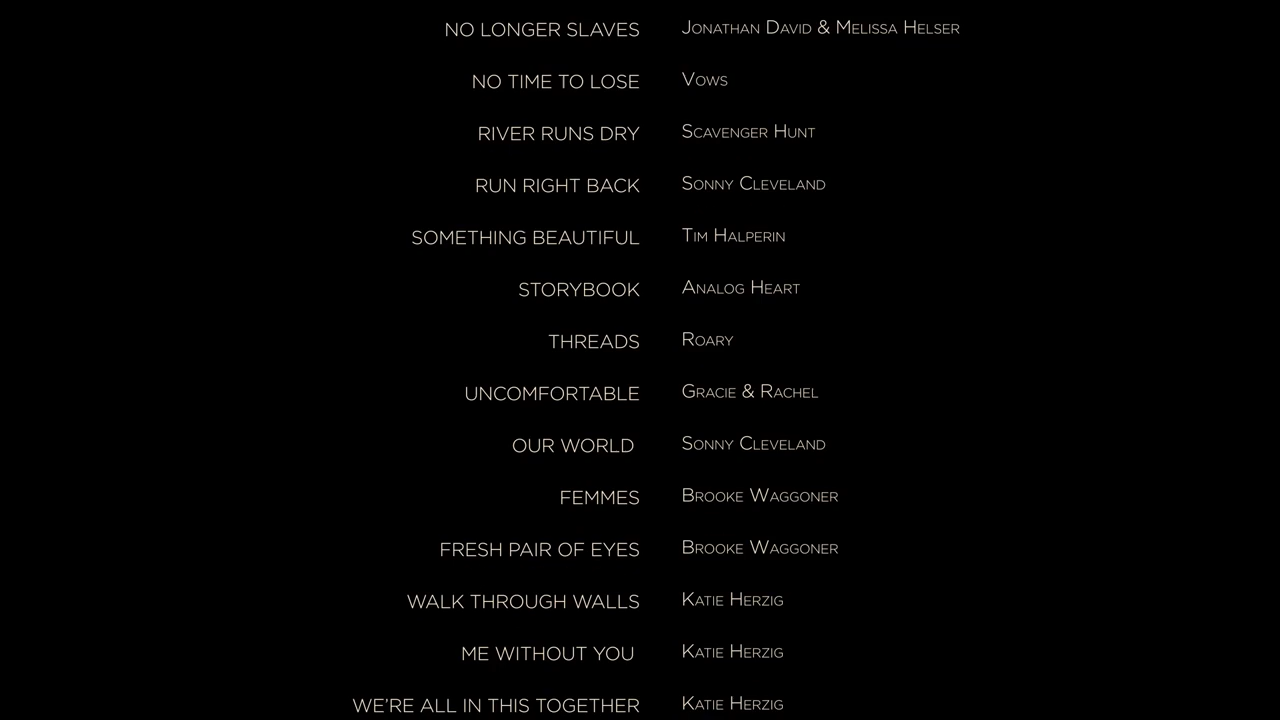 NO LONGER SLAVES Jonathan David & Melissa Helser
NO TIME TO LOSE Vows
RIVER RUNS DRY Scavenger Hunt
RUN RIGHT BACK Sonny Cleveland
SOMETHING BEAUTIFUL Tim Halperin
STORYBOOK Analog Heart
THREADS Roary
UNCOMFORTABLE Gracie & Rachel
OUR WORLD Sonny Cleveland
FEMMES Brooke Waggoner
FRESH PAIR OF EYES Brooke Waggoner
WALK THROUGH WALLS Katie Herzig
ME WITHOUT YOU Katie Herzig
WE'RE ALL IN THIS TOGETHER Katie Herzig